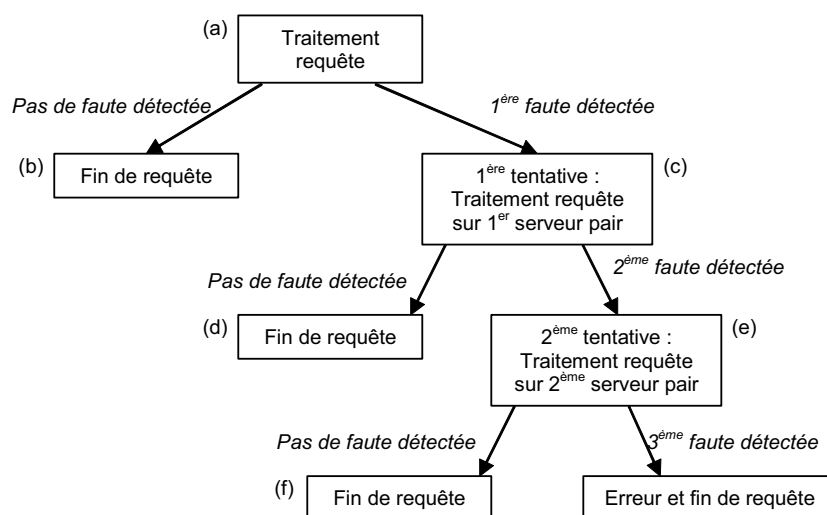 (a)
Traitement
requête
Pas de faute détectée
1ère faute détectée
(b)
Fin de requête
1ère tentative :
Traitement requête
sur 1er serveur pair
(c)
Pas de faute détectée
2ème faute détectée
(d)
Fin de requête
2ème tentative :
Traitement requête
sur 2ème serveur pair
(e)
Pas de faute détectée
3ème faute détectée
(f)
Fin de requête
Erreur et fin de requête